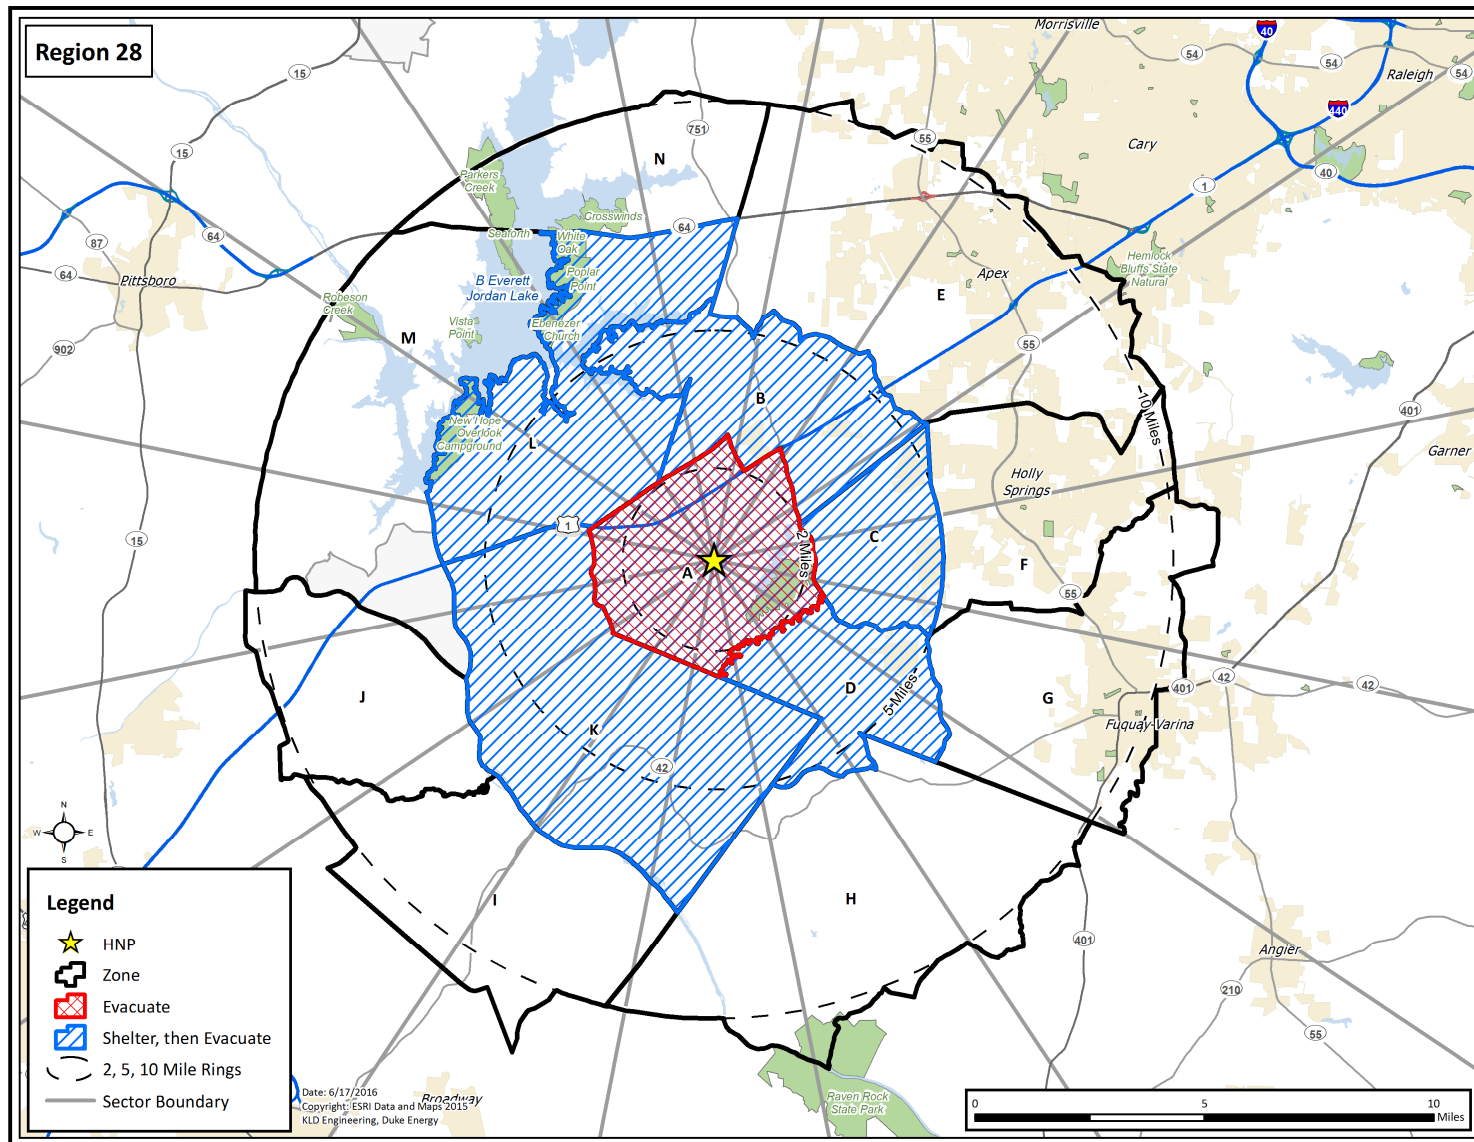 Region 28
Morrisville
40
54
54
54
Raleigh
440
15
751
55
Cary
15
N
40
1
Parkers
Creek
Crosswinds
64
64
Seaforth
White
Oak
87
64
Pittsboro
B Everett
Jordan Lake
Poplar
Point
Apex
Hemlock
Bluffs State
Natural
E
Robeson
Creek
Vista
Point
Ebenezer
Church
M
902
55
B
10 Miles
401
New Hope
Overlook
Campground
L
Garner
Holly
Springs
1
15
2 Miles
C
A
F
55
D
5 Miles
J
G
401
42
42
Fuquay-Varina
K
42
N
W
E
S
I
H
401
Angier
210
55
Legend
HNP
Zone
Evacuate
Shelter, then Evacuate
2, 5, 10 Mile Rings
Sector Boundary
Date: 6/17/2016
Copyright: ESRI Data and Maps 2015
KLD Engineering, Duke Energy
Broadway
Raven Rock
State Park
0
5
10
Miles